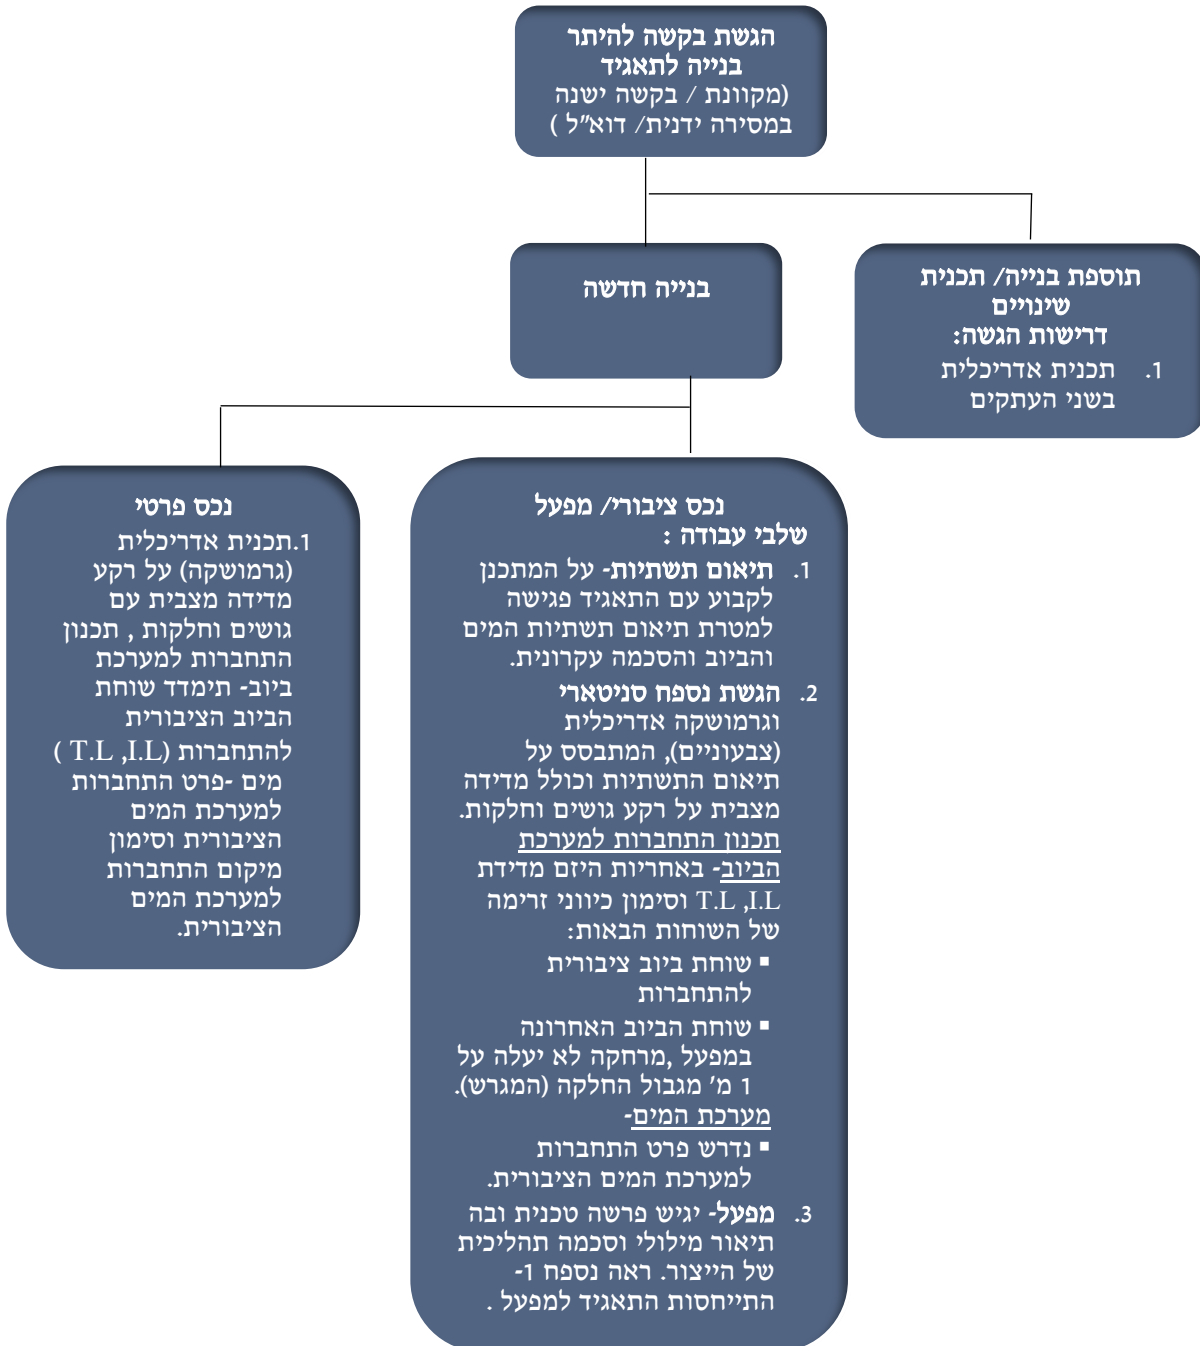 הגשת בקשה להיתר
בנייה לתאגיד
(מקוונת / בקשה ישנה
במסירה ידנית/ דוא"ל )
תוספת בנייה/ תכנית
שינויים
דרישות הגשה:
1. תכנית אדריכלית
בשני העתקים
בנייה חדשה
נכס ציבורי/ מפעל
שלבי עבודה :
1. תיאום תשתיות- על המתכנן
לקבוע עם התאגיד פגישה
למטרת תיאום תשתיות המים
והביוב והסכמה עקרונית.
2. הגשת נספח סניטארי
וגרמושקה אדריכלית
(צבעוניים), המתבסס על
תיאום התשתיות וכולל מדידה
מצבית על רקע גושים וחלקות.
תכנון התחברות למערכת
הביוב- באחריות היזם מדידת
T.L ,I.L וסימון כיווני זרימה
של השוחות הבאות:
▪ שוחת ביוב ציבורית
להתחברות
▪ שוחת הביוב האחרונה
במפעל ,מרחקה לא יעלה על
1 מ' מגבול החלקה (המגרש).
מערכת המים-
▪ נדרש פרט התחברות
למערכת המים הציבורית.
3. מפעל- יגיש פרשה טכנית ובה
תיאור מילולי וסכמה תהליכית
של הייצור. ראה נספח 1-
התייחסות התאגיד למפעל .
נכס פרטי
1.תכנית אדריכלית
(גרמושקה) על רקע
מדידה מצבית עם
גושים וחלקות , תכנון
התחברות למערכת
ביוב- תימדד שוחת
הביוב הציבורית
להתחברות (T.L ,I.L )
מים -פרט התחברות
למערכת המים
הציבורית וסימון
מיקום התחברות
למערכת המים
הציבורית.